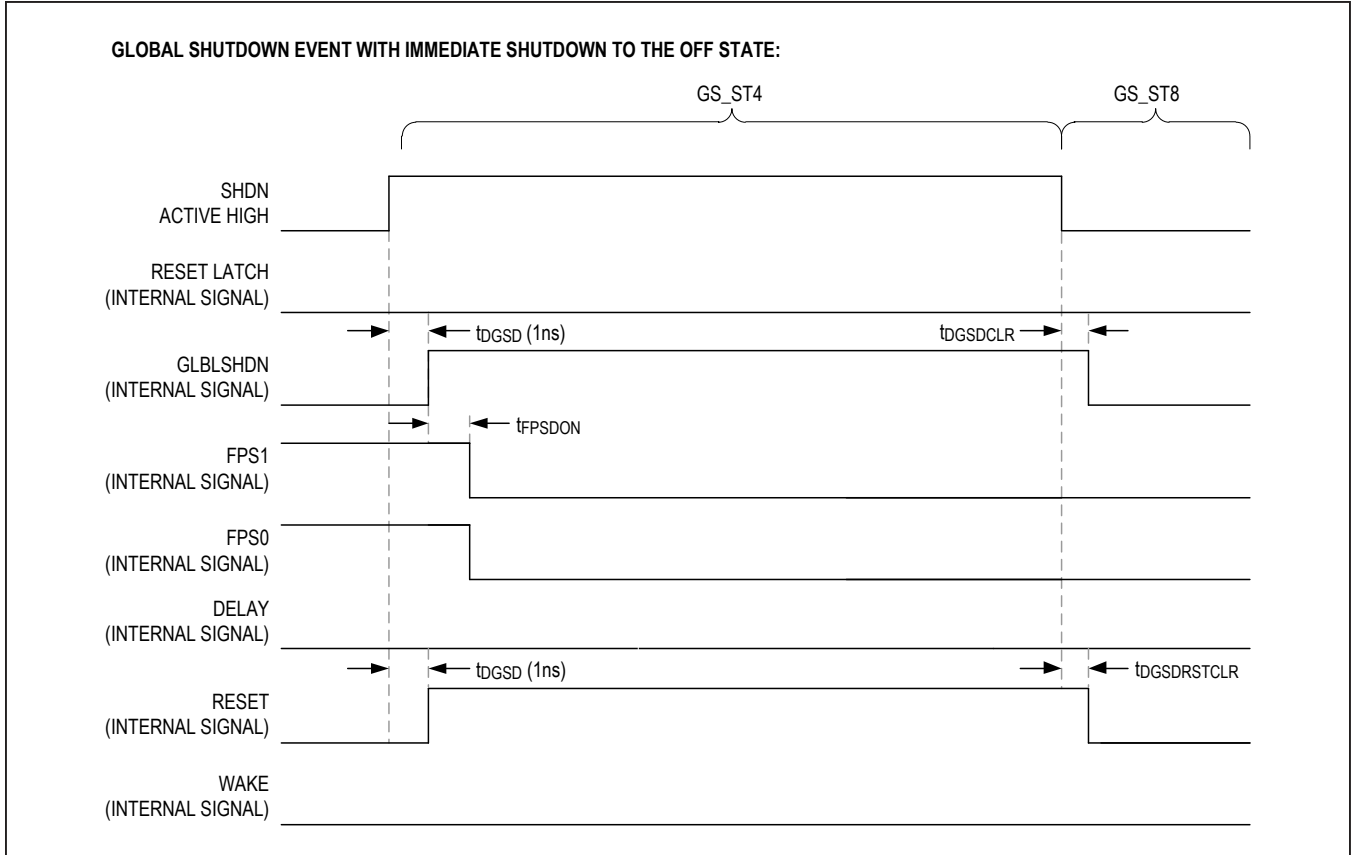 GLOBAL SHUTDOWN EVENT WITH IMMEDIATE SHUTDOWN TO THE OFF STATE:
GS_ST4
GS_ST8
SHDN
ACTIVE HIGH
RESET LATCH
(INTERNAL SIGNAL)
tDGSD (1ns)
tDGSDCLR
GLBLSHDN
(INTERNAL SIGNAL)
tFPSDON
FPS1
(INTERNAL SIGNAL)
FPS0
(INTERNAL SIGNAL)
DELAY
(INTERNAL SIGNAL)
tDGSD (1ns)
tDGSDRSTCLR
RESET
(INTERNAL SIGNAL)
WAKE
(INTERNAL SIGNAL)